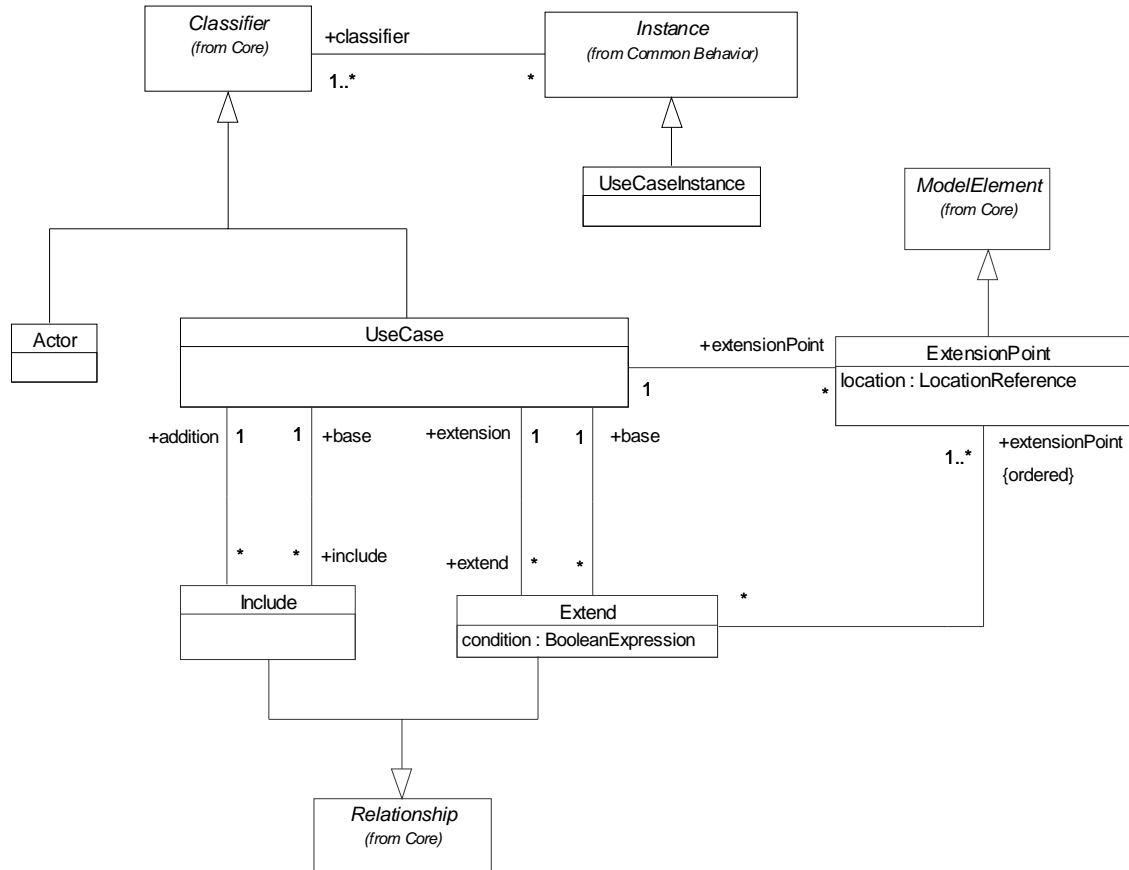 Classifier
(from Core)
+classifier
1..*
*
Instance
(from Common Behavior)
UseCaseInstance
ModelElement
(from Core)
Actor
UseCase
+extensionPoint
1
*
ExtensionPoint
location : LocationReference
+addition
1
1
+base
+extension
1
1
+base
1..*
+extensionPoint
{ordered}
*
*
+include
+extend
*
*
*
Include
Extend
condition : BooleanExpression
Relationship
(from Core)